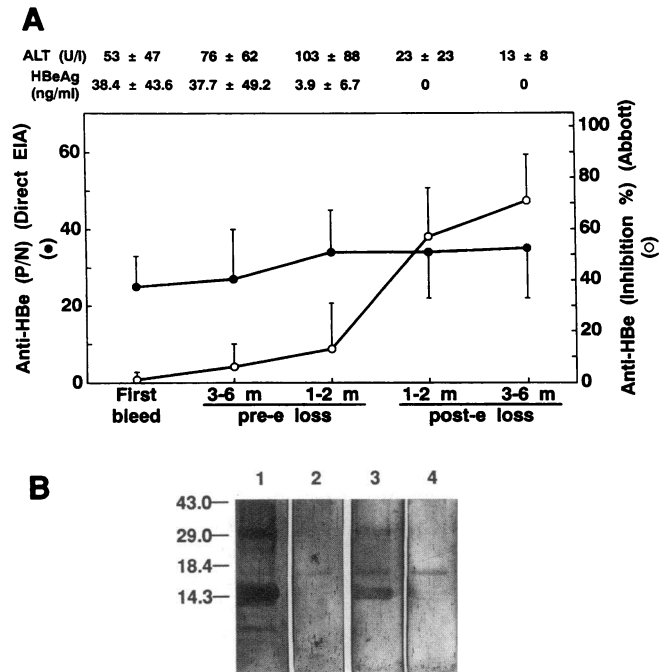 A
ALT (U/l) 53 ± 47 76 ± 62 103 ± 88 23 ± 23 13 ± 8
HBeAg (ng/ml) 38.4 ± 43.6 37.7 ± 49.2 3.9 ± 6.7 0 0
Anti-HBe (P/N) (Direct EIA) (●)
60
40
20
0
100
80
60
40
20
0
Anti-HBe (Inhibition %) (Abbott) (○)
First bleed
3-6 m 1-2 m
pre-e loss
1-2 m 3-6 m
post-e loss
B
1 2 3 4
43.0
29.0
18.4
14.3